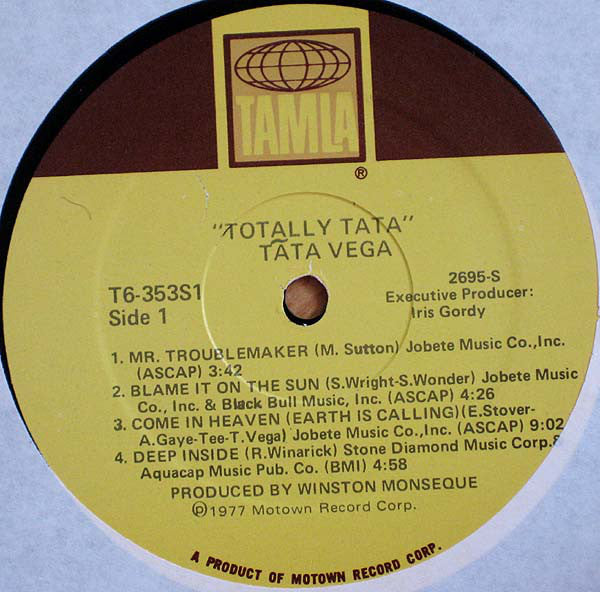 TAMLA
®
"TOTALLY TATA"
TATA VEGA
T6-353S1
Side 1
2695-S
Executive Producer:
Iris Gordy
1. MR. TROUBLEMAKER (M. Sutton) Jobete Music Co.,Inc.
(ASCAP) 3:42
2. BLAME IT ON THE SUN (S.Wright-S.Wonder) Jobete Music
Co., Inc. & Black Bull Music, Inc. (ASCAP) 4:26
3. COME IN HEAVEN (EARTH IS CALLING)(E.Stover-
A.Gaye-Tee-T.Vega) Jobete Music Co.,Inc. (ASCAP) 9:02
4. DEEP INSIDE (R.Winarick) Stone Diamond Music Corp.&
Aquacap Music Pub. Co. (BMI) 4:58
PRODUCED BY WINSTON MONSEQUE
℗1977 Motown Record Corp.
A PRODUCT OF MOTOWN RECORD CORP.